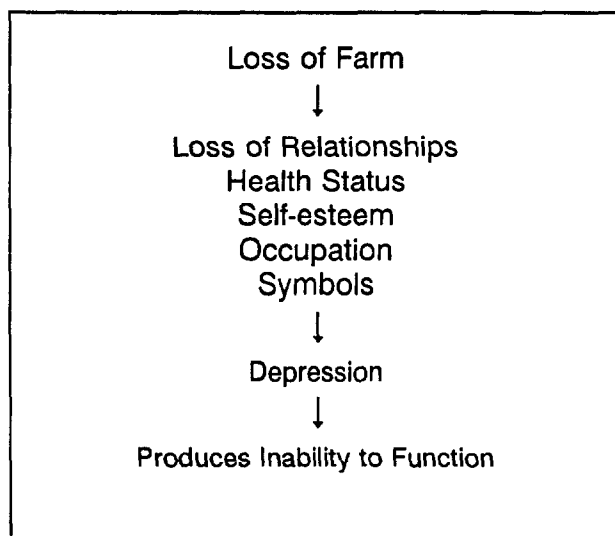 Loss of Farm
↓
Loss of Relationships
Health Status
Self-esteem
Occupation
Symbols
↓
Depression
↓
Produces Inability to Function